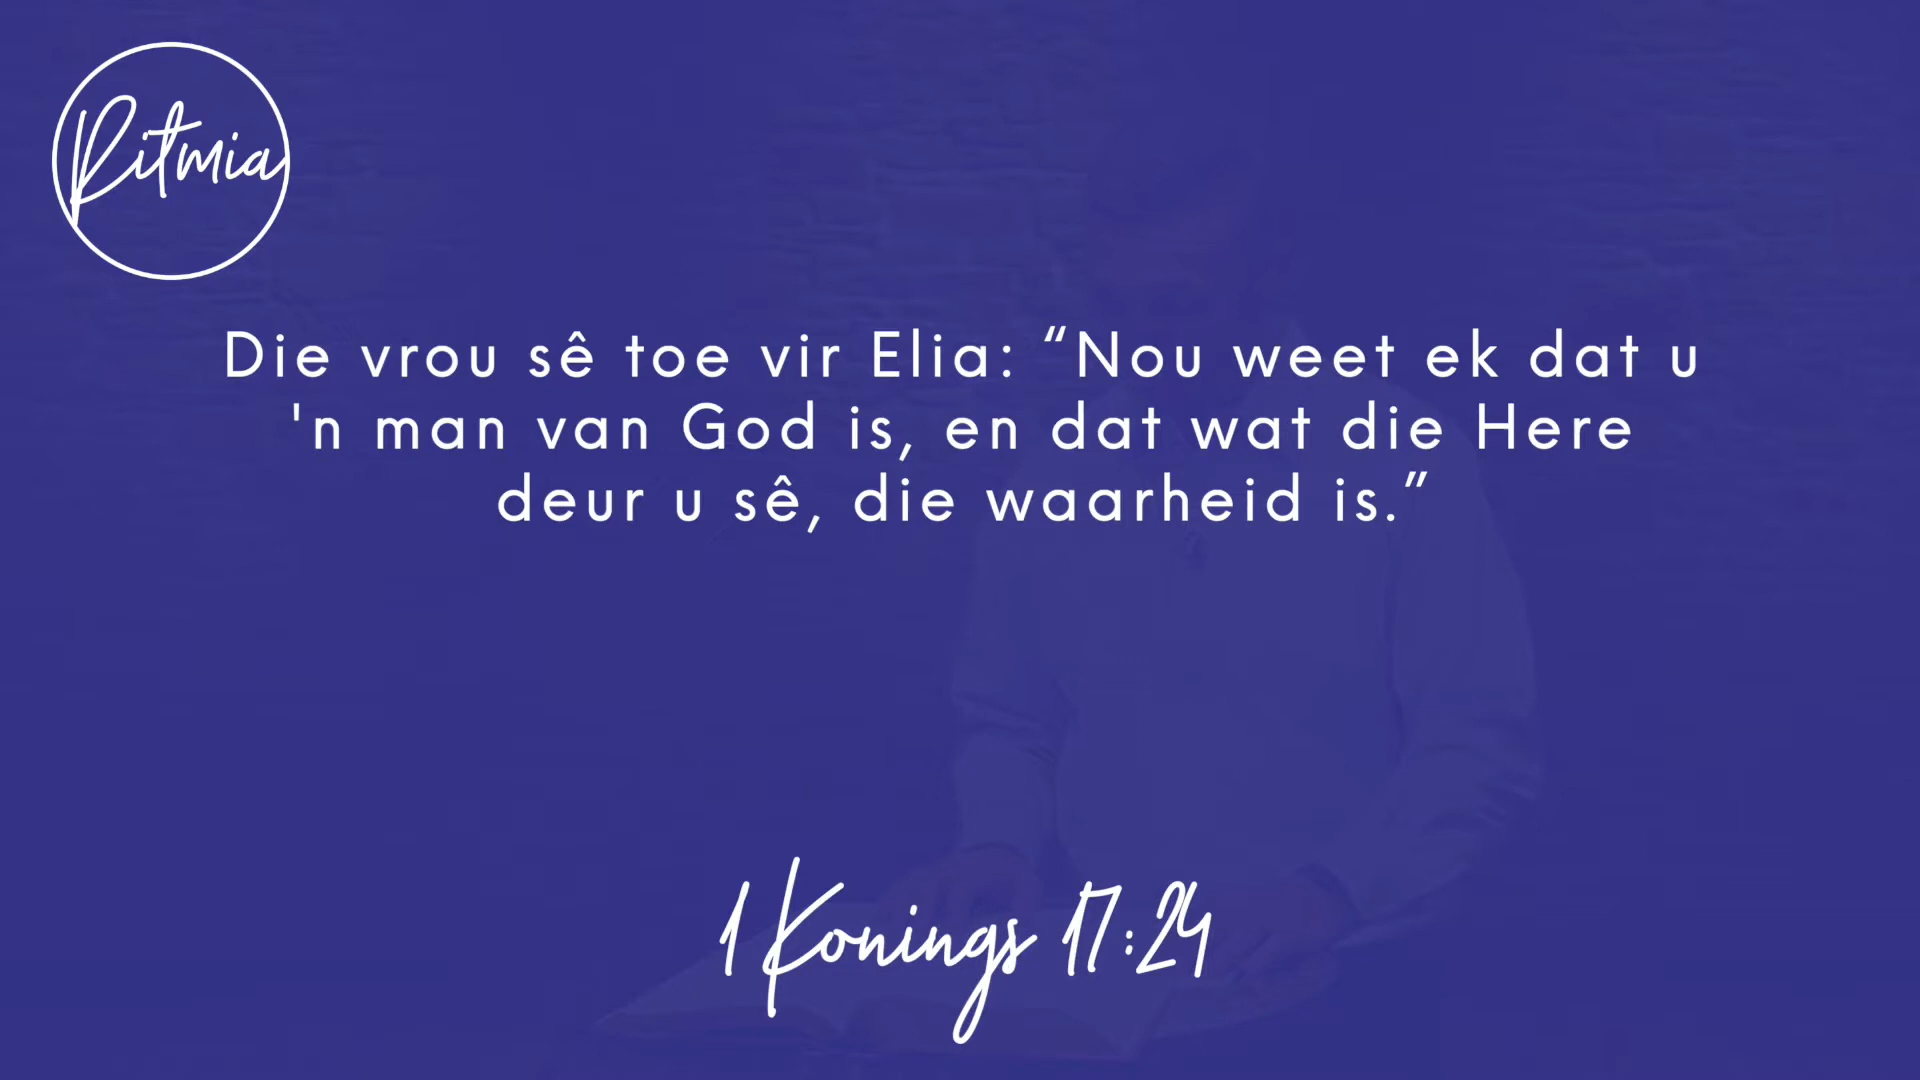 Ritmia
Die vrou sê toe vir Elia: “Nou weet ek dat u
'n man van God is, en dat wat die Here
deur u sê, die waarheid is.”
1 Konings 17:24